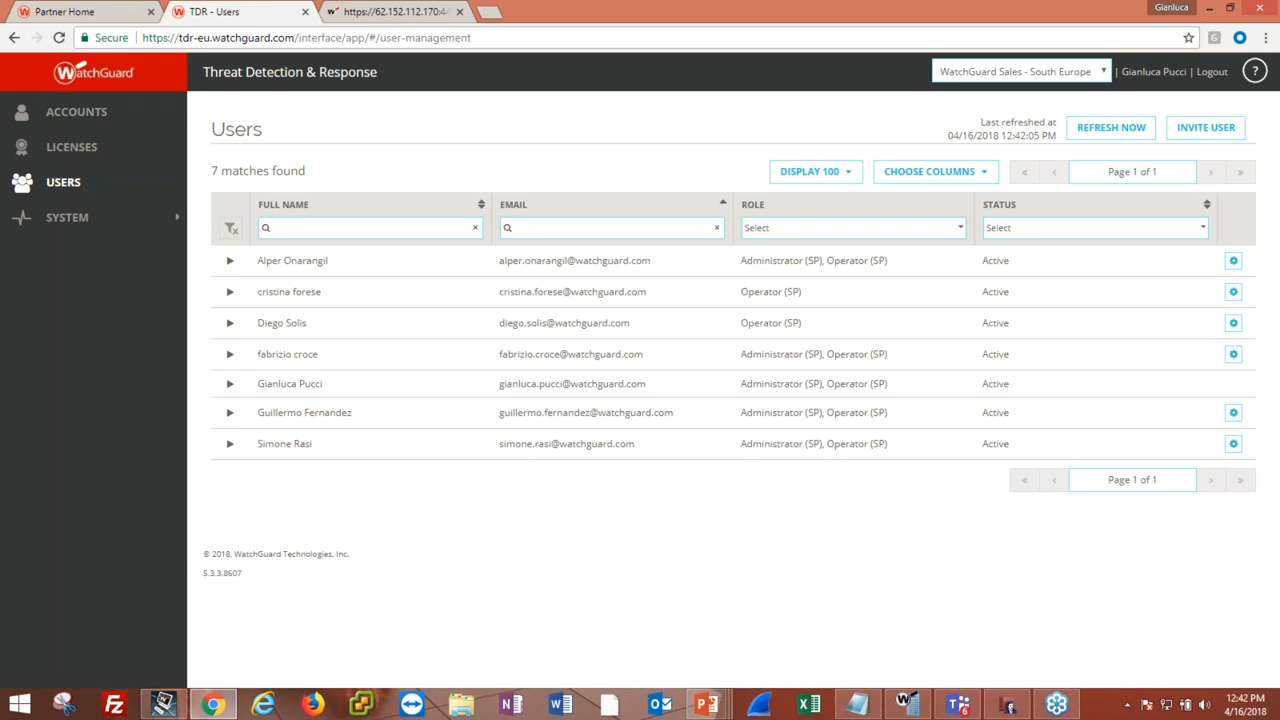 Partner Home
TDR - Users
https://62.152.112.170:4
Gianluca
Secure
https://tdr-eu.watchguard.com/interface/app/#/user-management
WatchGuard
Threat Detection & Response
WatchGuard Sales - South Europe
| Gianluca Pucci | Logout
?
ACCOUNTS
LICENSES
USERS
SYSTEM
Users
Last refreshed at
04/16/2018 12:42:05 PM
REFRESH NOW
INVITE USER
7 matches found
DISPLAY 100
CHOOSE COLUMNS
« ‹ Page 1 of 1 › »
FULL NAME EMAIL ROLE STATUS
Select Select
Alper Onarangil alper.onarangil@watchguard.com Administrator (SP), Operator (SP) Active
cristina forese cristina.forese@watchguard.com Operator (SP) Active
Diego Solis diego.solis@watchguard.com Operator (SP) Active
fabrizio croce fabrizio.croce@watchguard.com Administrator (SP), Operator (SP) Active
Gianluca Pucci gianluca.pucci@watchguard.com Administrator (SP), Operator (SP) Active
Guillermo Fernandez guillermo.fernandez@watchguard.com Administrator (SP), Operator (SP) Active
Simone Rasi simone.rasi@watchguard.com Administrator (SP), Operator (SP) Active
« ‹ Page 1 of 1 › »
© 2018, WatchGuard Technologies, Inc.
5.3.3.8607
12:42 PM
4/16/2018